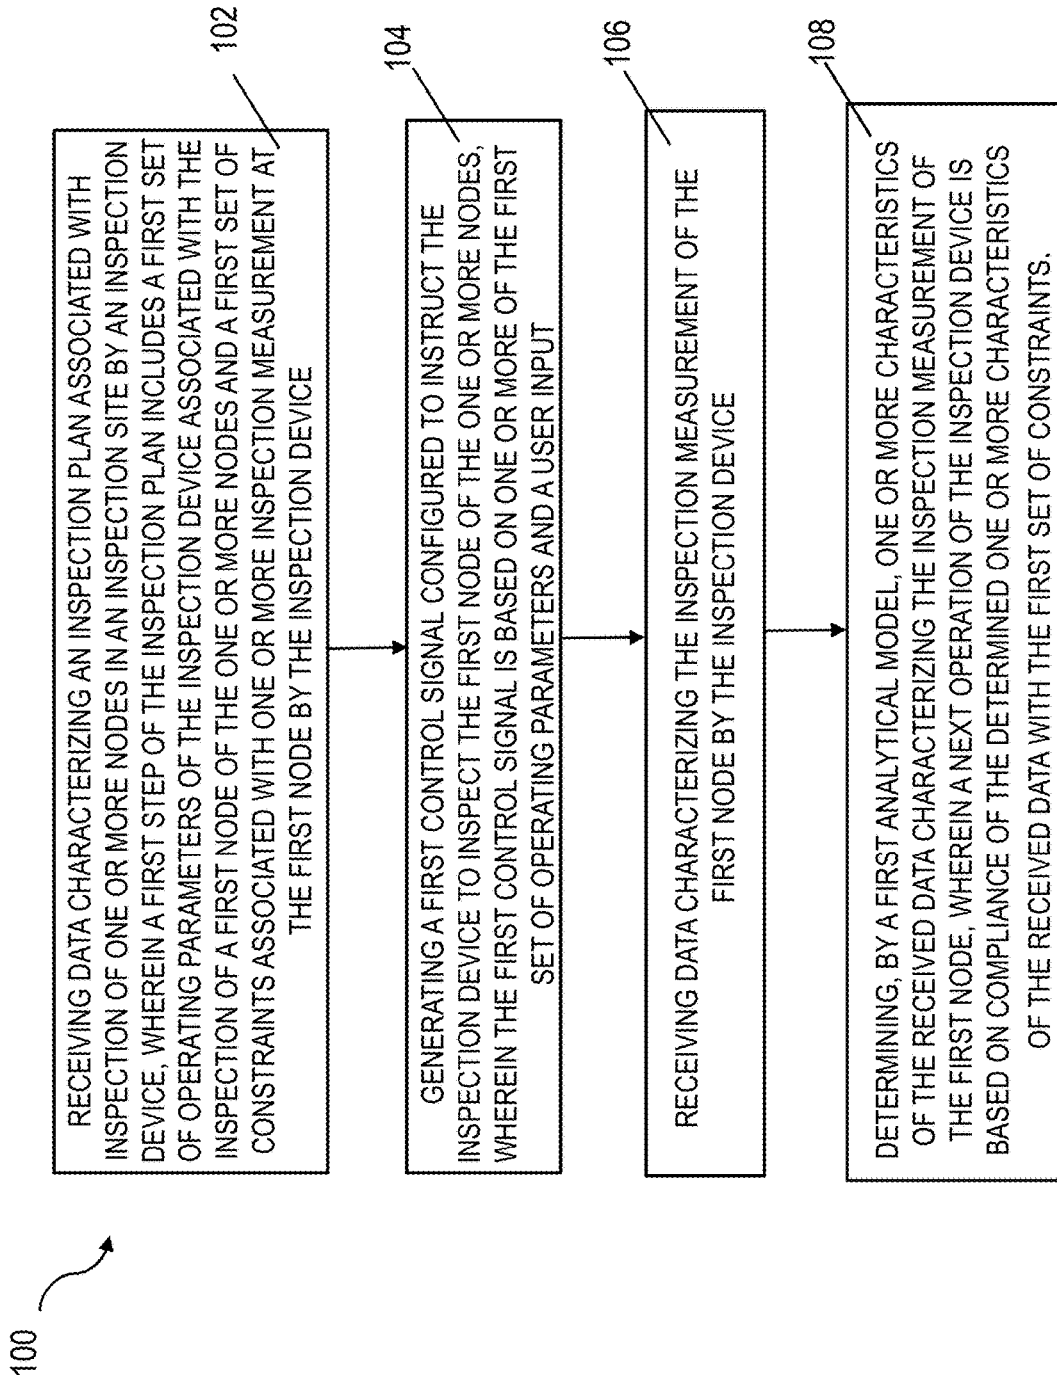 100
102
RECEIVING DATA CHARACTERIZING AN INSPECTION PLAN ASSOCIATED WITH
INSPECTION OF ONE OR MORE NODES IN AN INSPECTION SITE BY AN INSPECTION
DEVICE, WHEREIN A FIRST STEP OF THE INSPECTION PLAN INCLUDES A FIRST SET
OF OPERATING PARAMETERS OF THE INSPECTION DEVICE ASSOCIATED WITH THE
INSPECTION OF A FIRST NODE OF THE ONE OR MORE NODES AND A FIRST SET OF
CONSTRAINTS ASSOCIATED WITH ONE OR MORE INSPECTION MEASUREMENT AT
THE FIRST NODE BY THE INSPECTION DEVICE
104
GENERATING A FIRST CONTROL SIGNAL CONFIGURED TO INSTRUCT THE
INSPECTION DEVICE TO INSPECT THE FIRST NODE OF THE ONE OR MORE NODES,
WHEREIN THE FIRST CONTROL SIGNAL IS BASED ON ONE OR MORE OF THE FIRST
SET OF OPERATING PARAMETERS AND A USER INPUT
106
RECEIVING DATA CHARACTERIZING THE INSPECTION MEASUREMENT OF THE
FIRST NODE BY THE INSPECTION DEVICE
108
DETERMINING, BY A FIRST ANALYTICAL MODEL, ONE OR MORE CHARACTERISTICS
OF THE RECEIVED DATA CHARACTERIZING THE INSPECTION MEASUREMENT OF
THE FIRST NODE, WHEREIN A NEXT OPERATION OF THE INSPECTION DEVICE IS
BASED ON COMPLIANCE OF THE DETERMINED ONE OR MORE CHARACTERISTICS
OF THE RECEIVED DATA WITH THE FIRST SET OF CONSTRAINTS.